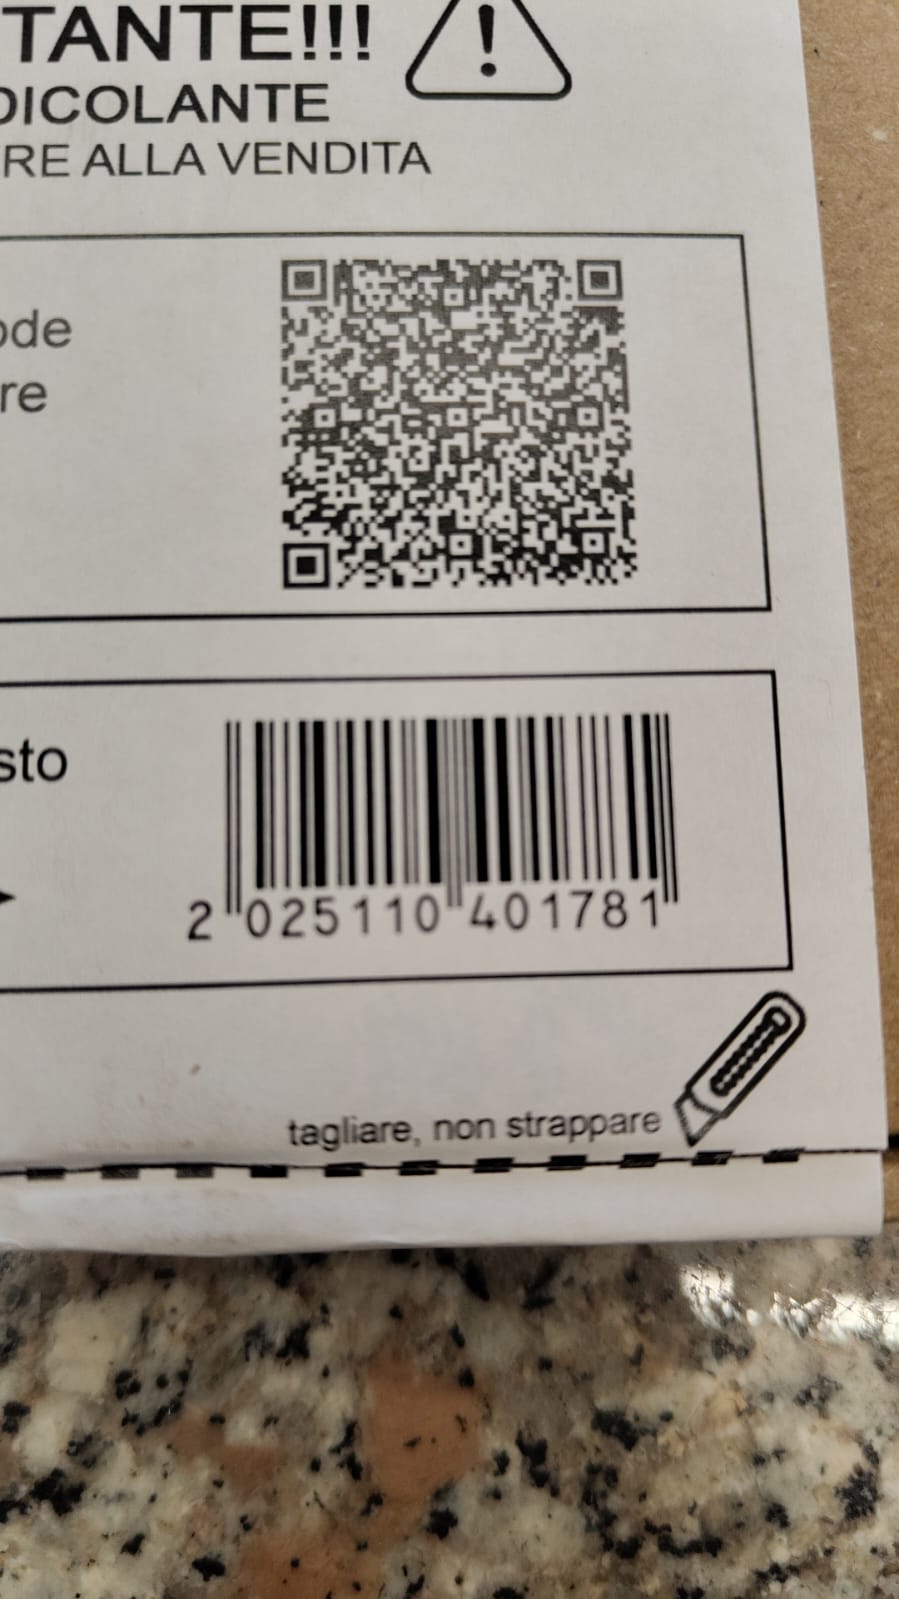 TANTE!!!
DICOLANTE
RE ALLA VENDITA
ode
re
sto
2 025110 401781
tagliare, non strappare